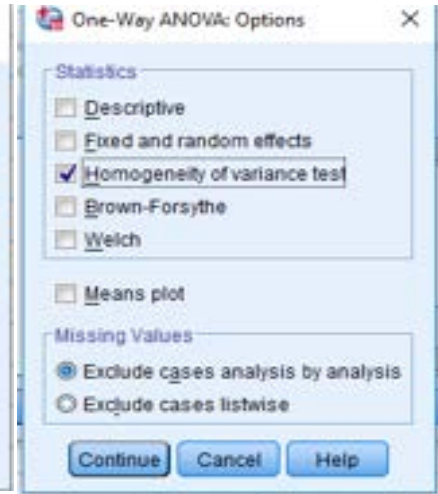 One-Way ANOVA: Options
Statistics
Descriptive
Fixed and random effects
Homogeneity of variance test
Brown-Forsythe
Welch
Means plot
Missing Values
Exclude cases analysis by analysis
Exclude cases listwise
Continue Cancel Help